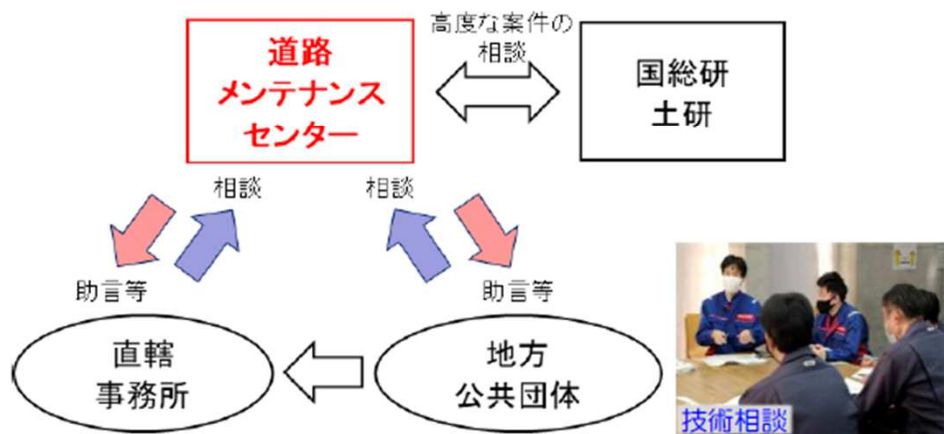 高度な案件の
相談
道路
メンテナンス
センター
国総研
土研
相談
相談
助言等
助言等
直轄
事務所
地方
公共団体
技術相談